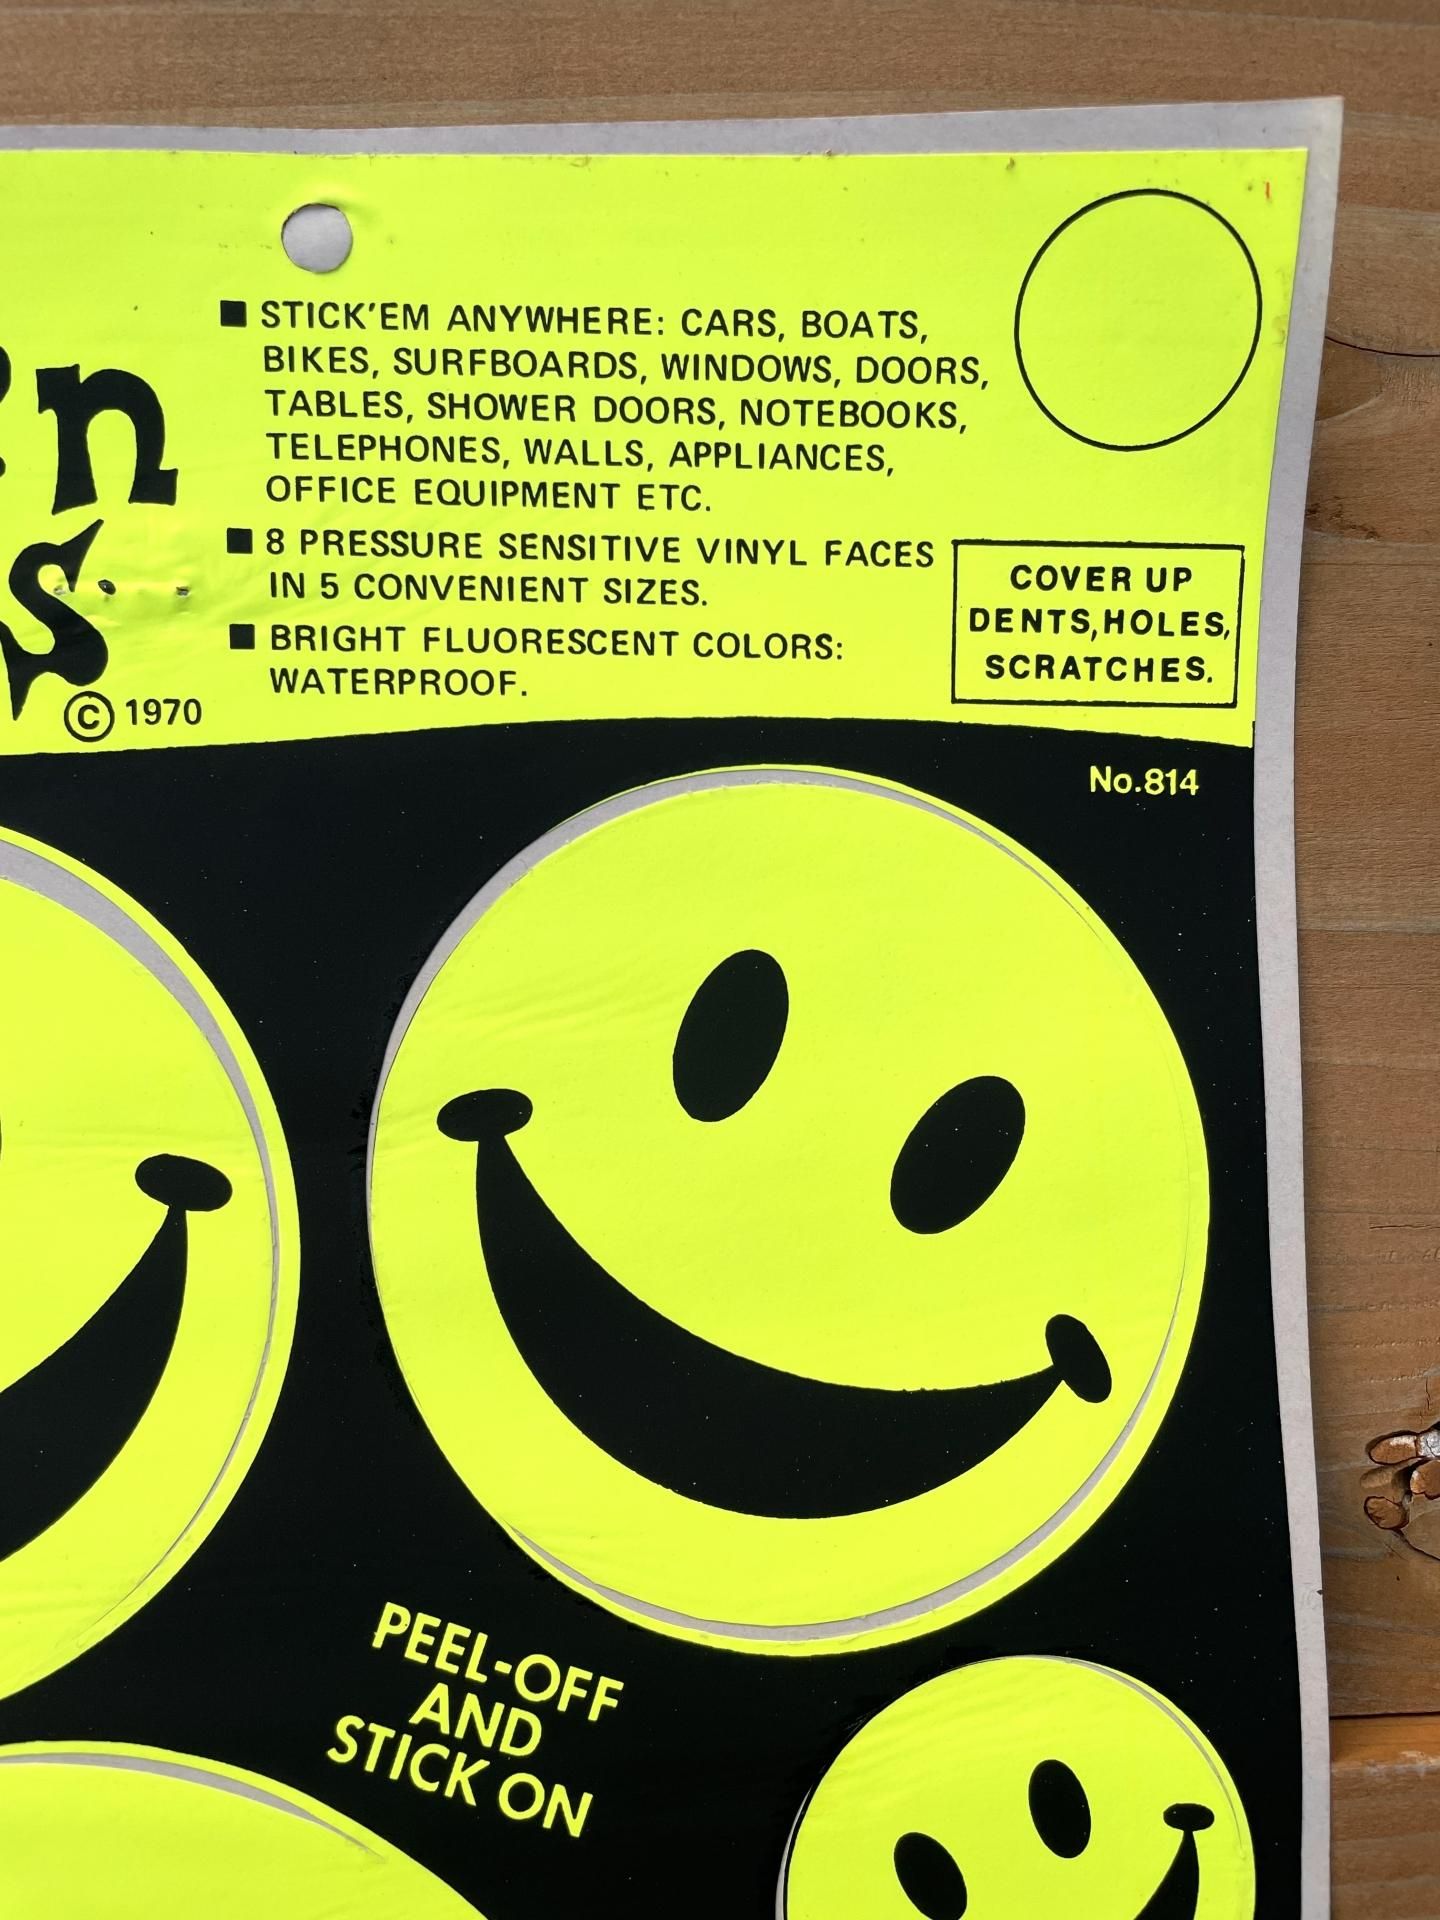 ■ STICK'EM ANYWHERE: CARS, BOATS,
BIKES, SURFBOARDS, WINDOWS, DOORS,
TABLES, SHOWER DOORS, NOTEBOOKS,
TELEPHONES, WALLS, APPLIANCES,
OFFICE EQUIPMENT ETC.
■ 8 PRESSURE SENSITIVE VINYL FACES
IN 5 CONVENIENT SIZES.
■ BRIGHT FLUORESCENT COLORS:
WATERPROOF.
© 1970
COVER UP
DENTS, HOLES,
SCRATCHES.
No.814
PEEL-OFF
AND
STICK ON